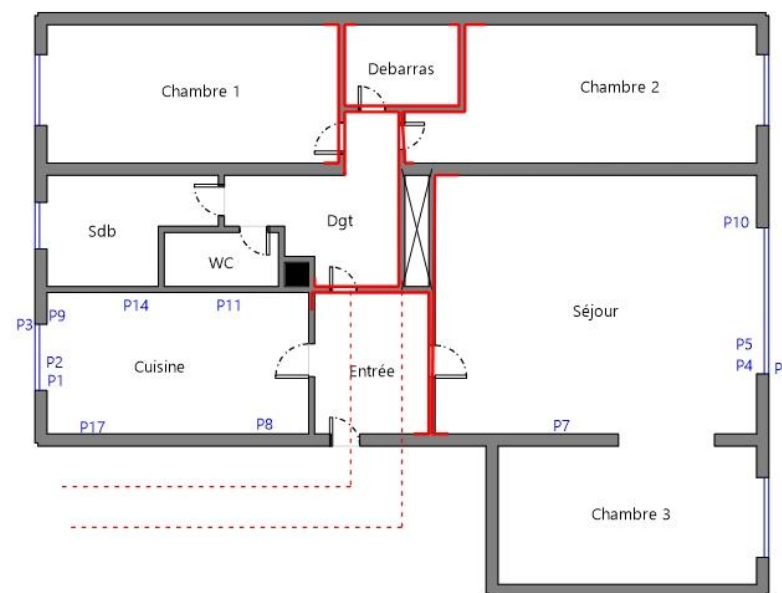 Debarras
Chambre 1
Chambre 2
P10
Dgt
Sdb
WC
P14
P11
Séjour
P3
P9
P5
P2
Cuisine
P4
Entrée
P1
P17
P8
P7
Chambre 3